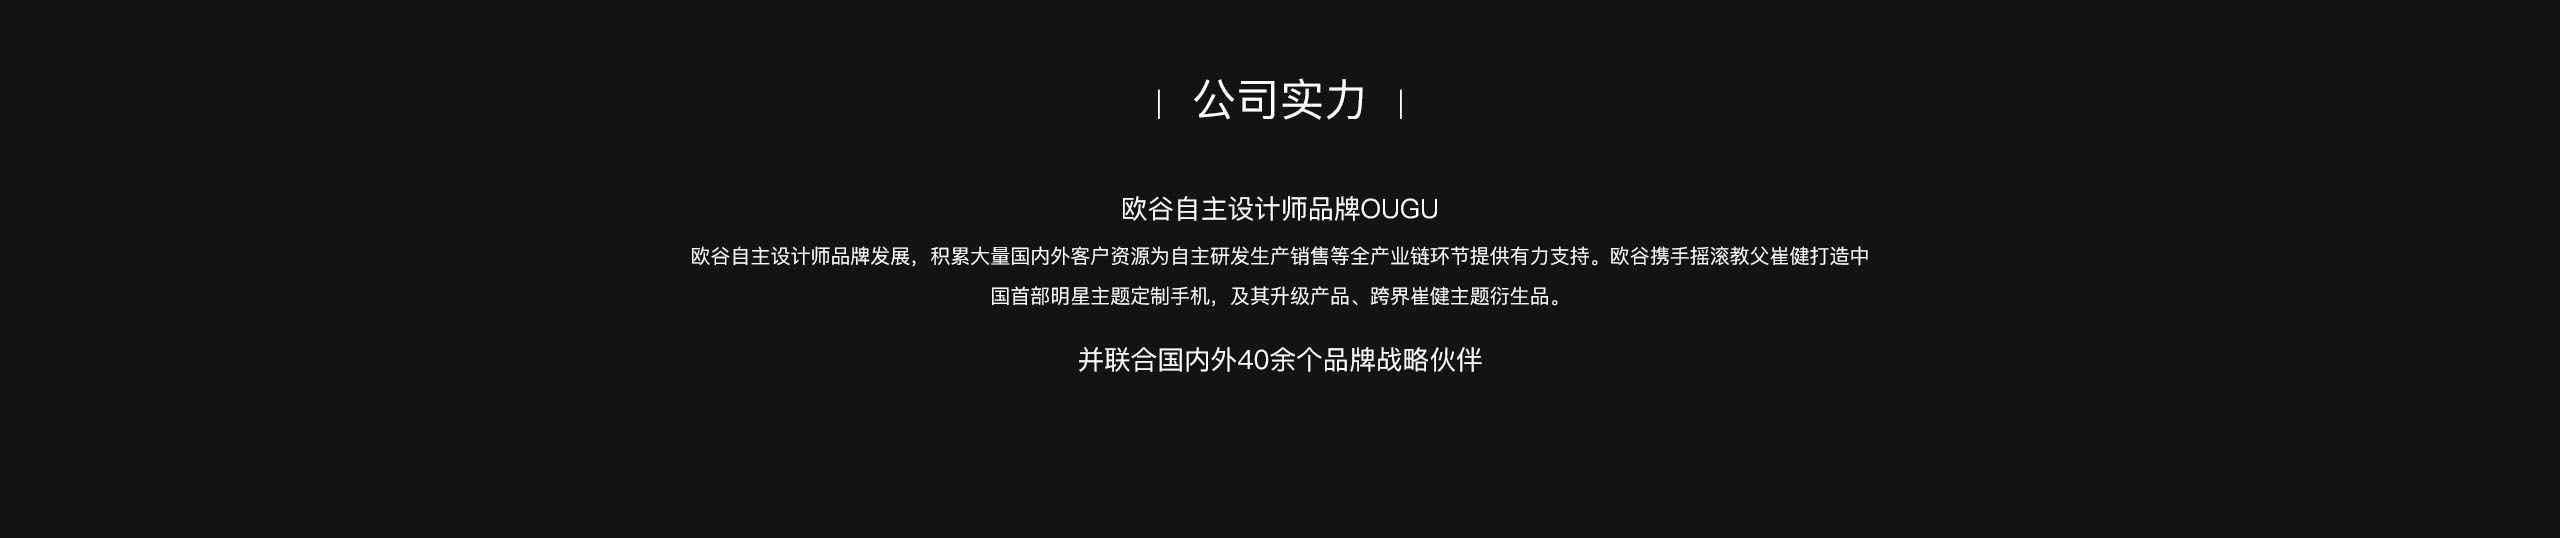 | 公司实力 |
欧谷自主设计师品牌OUGU
欧谷自主设计师品牌发展，积累大量国内外客户资源为自主研发生产销售等全产业链环节提供有力支持。欧谷携手摇滚教父崔健打造中
国首部明星主题定制手机，及其升级产品、跨界崔健主题衍生品。
并联合国内外40余个品牌战略伙伴